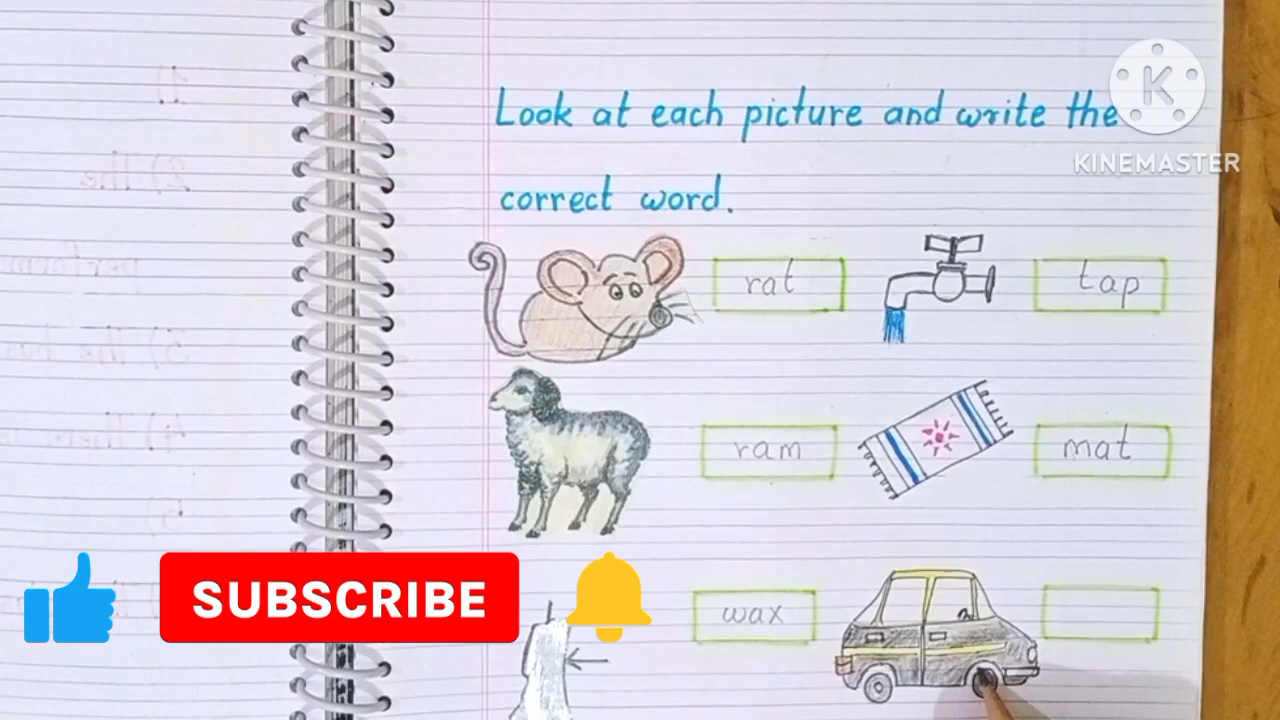 Look at each picture and write the
KINEMASTER
correct word.
rat
tap
ram
mat
SUBSCRIBE
wax